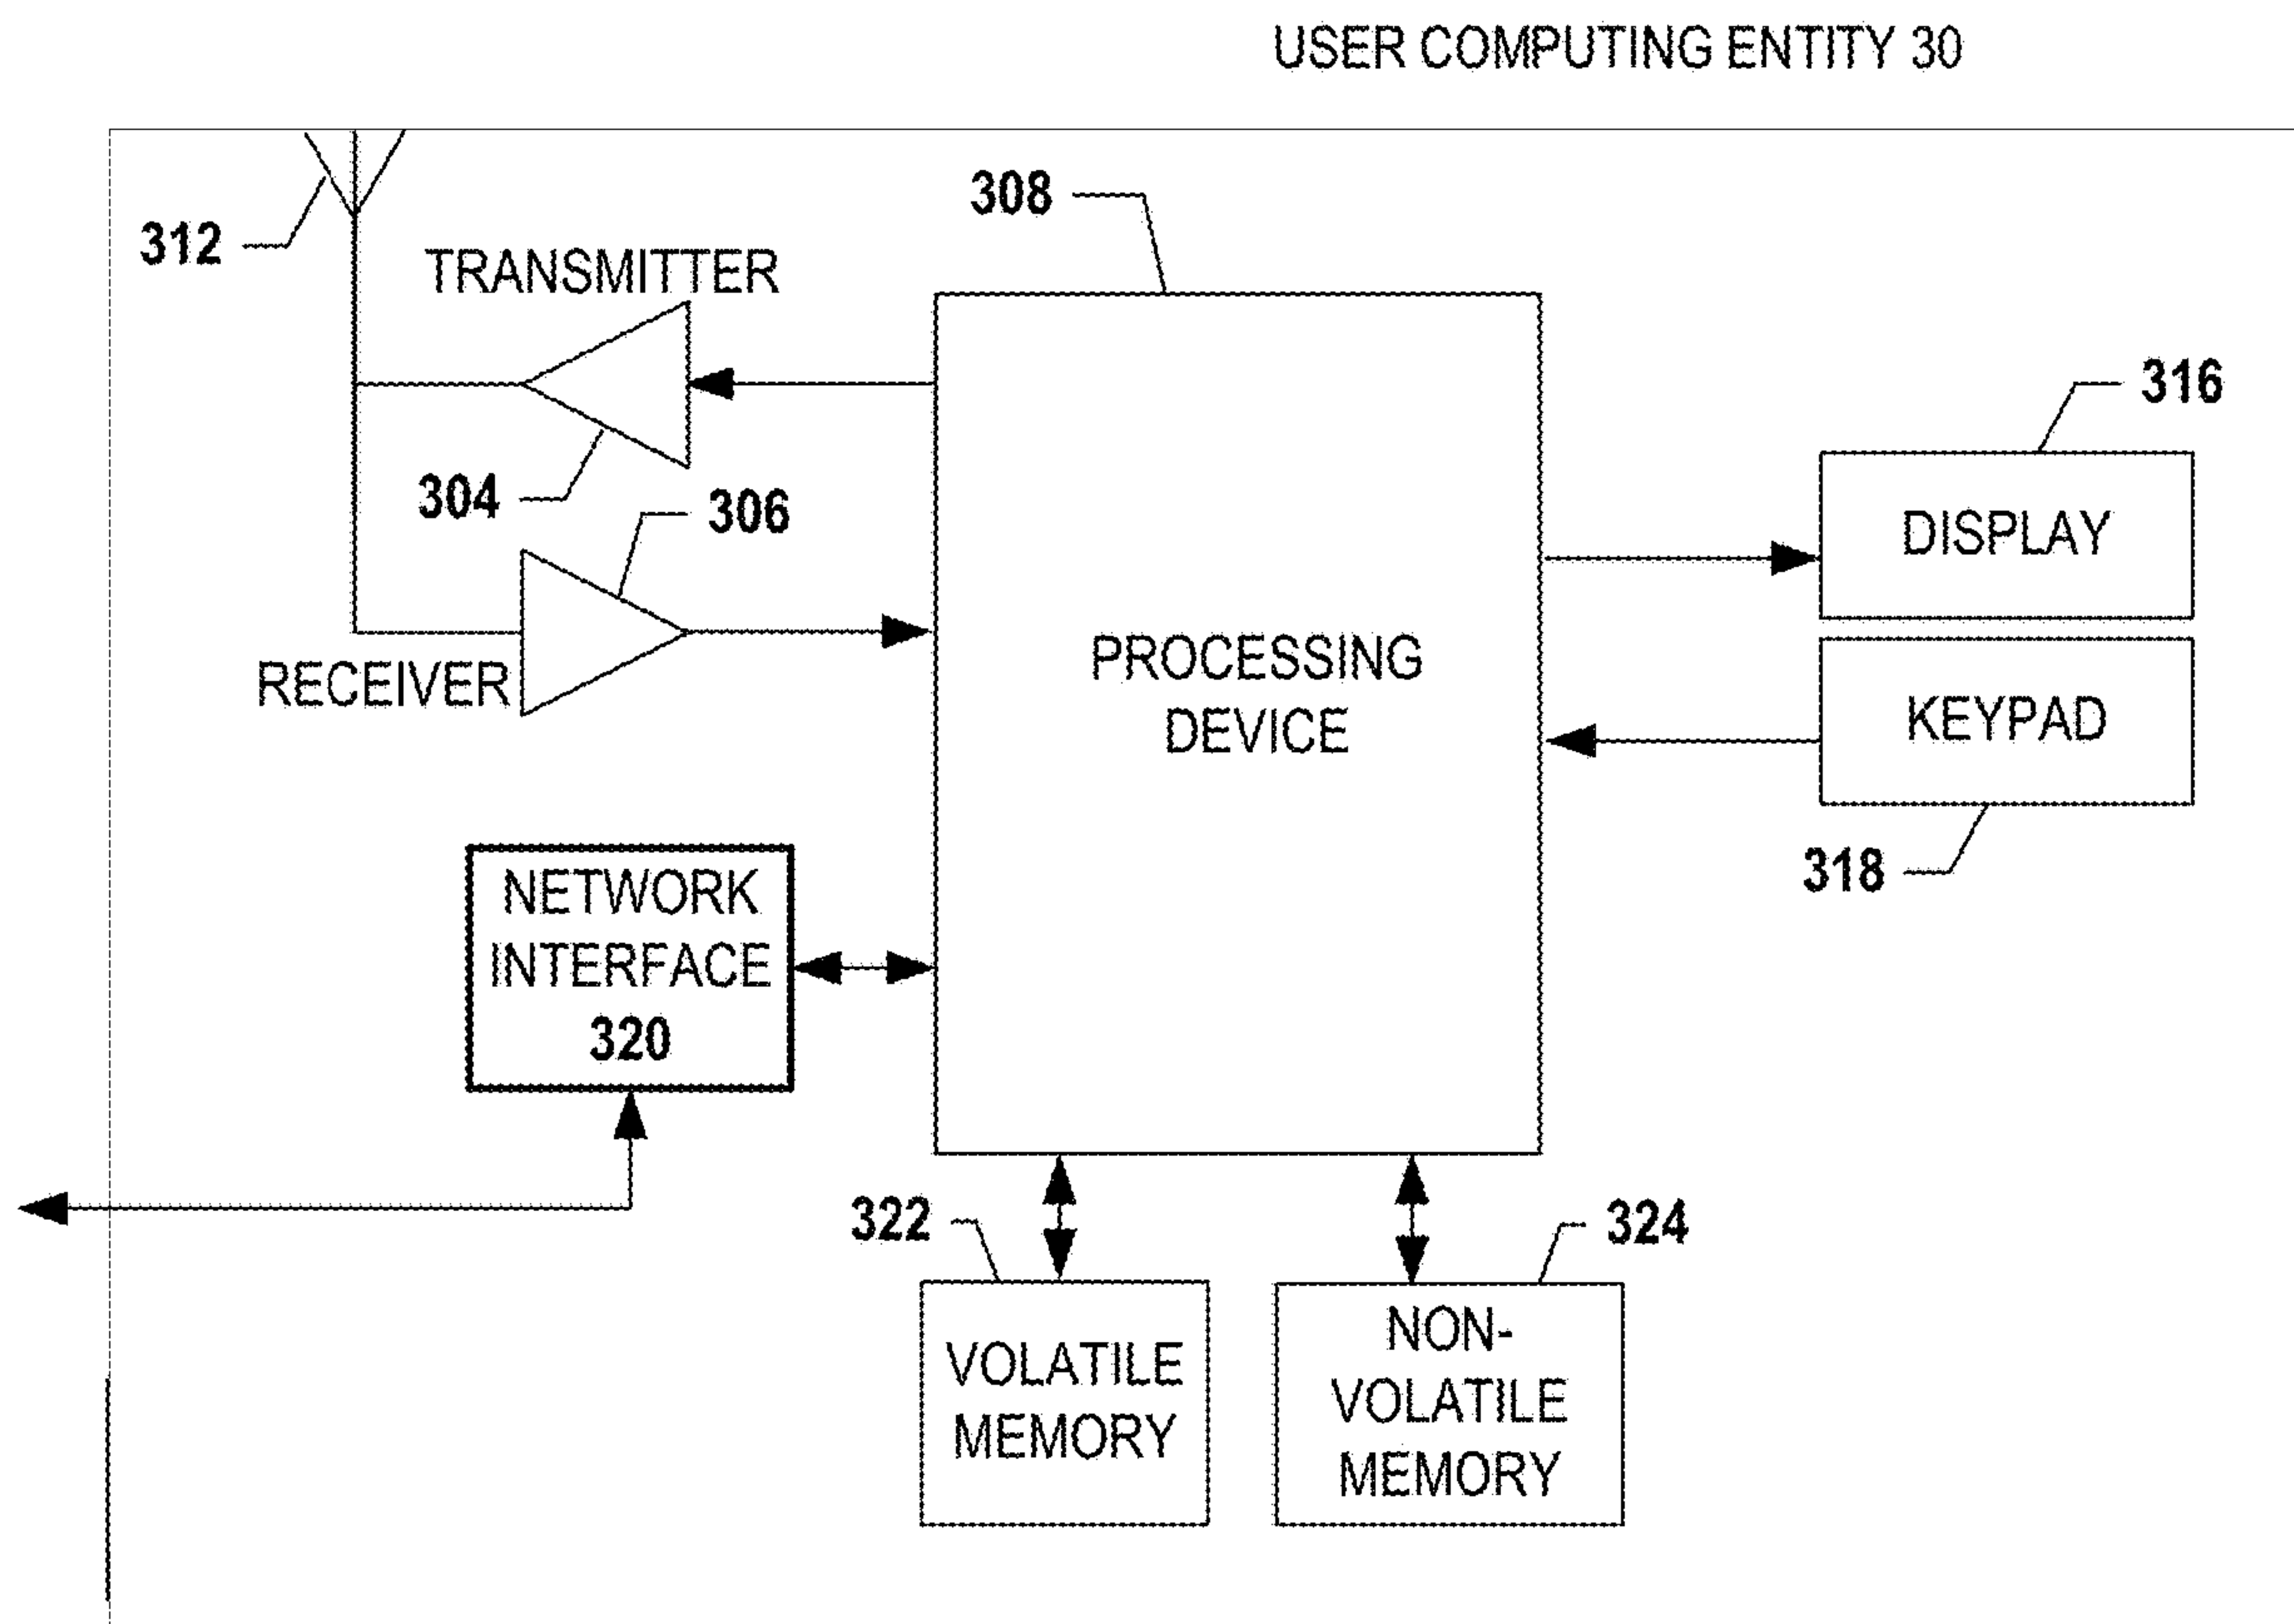 USER COMPUTING ENTITY 30
308
312
TRANSMITTER
316
304
306
DISPLAY
RECEIVER
PROCESSING
DEVICE
KEYPAD
318
NETWORK
INTERFACE
320
322
324
VOLATILE
MEMORY
NON-
VOLATILE
MEMORY